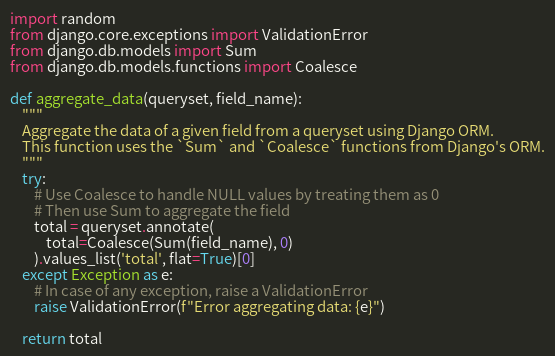 import random
from django.core.exceptions import ValidationError
from django.db.models import Sum
from django.db.models.functions import Coalesce

def aggregate_data(queryset, field_name):
    """
    Aggregate the data of a given field from a queryset using Django ORM.
    This function uses the `Sum` and `Coalesce` functions from Django's ORM.
    """
    try:
        # Use Coalesce to handle NULL values by treating them as 0
        # Then use Sum to aggregate the field
        total = queryset.annotate(
            total=Coalesce(Sum(field_name), 0)
        ).values_list('total', flat=True)[0]
    except Exception as e:
        # In case of any exception, raise a ValidationError
        raise ValidationError(f"Error aggregating data: {e}")

    return total